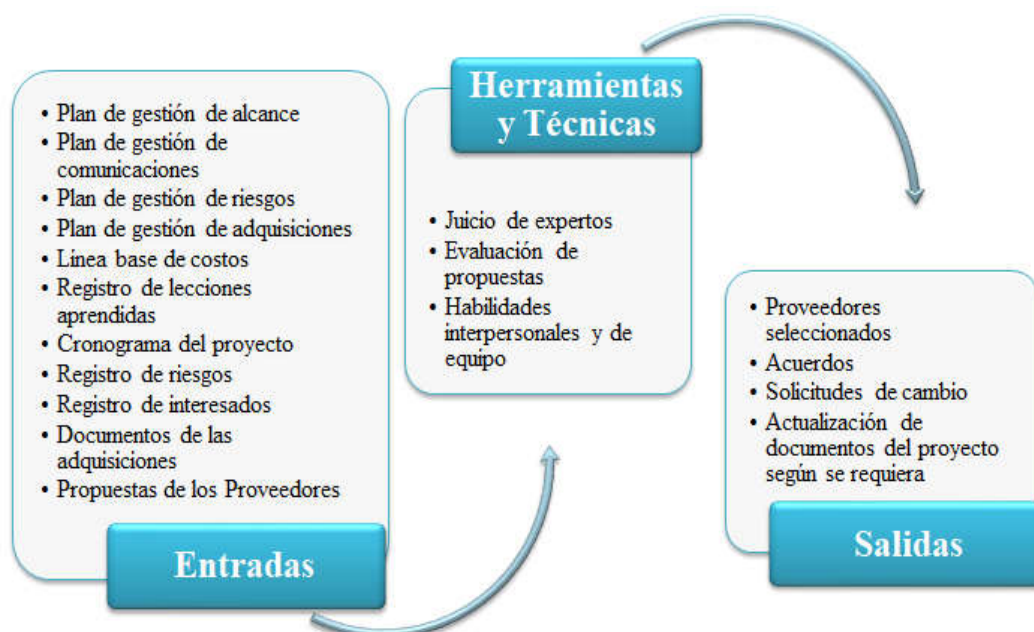 • Plan de gestión de alcance
• Plan de gestión de
comunicaciones
• Plan de gestión de riesgos
• Plan de gestión de adquisiciones
• Linea base de costos
• Registro de lecciones
aprendidas
• Cronograma del proyecto
• Registro de riesgos
• Registro de interesados
• Documentos de las
adquisiciones
• Propuestas de los Proveedores
Entradas
Herramientas
y Técnicas
• Juicio de expertos
• Evaluación de
propuestas
• Habilidades
interpersonales y de
equipo
• Proveedores
seleccionados
• Acuerdos
• Solicitudes de cambio
• Actualización de
documentos del proyecto
según se requiera
Salidas